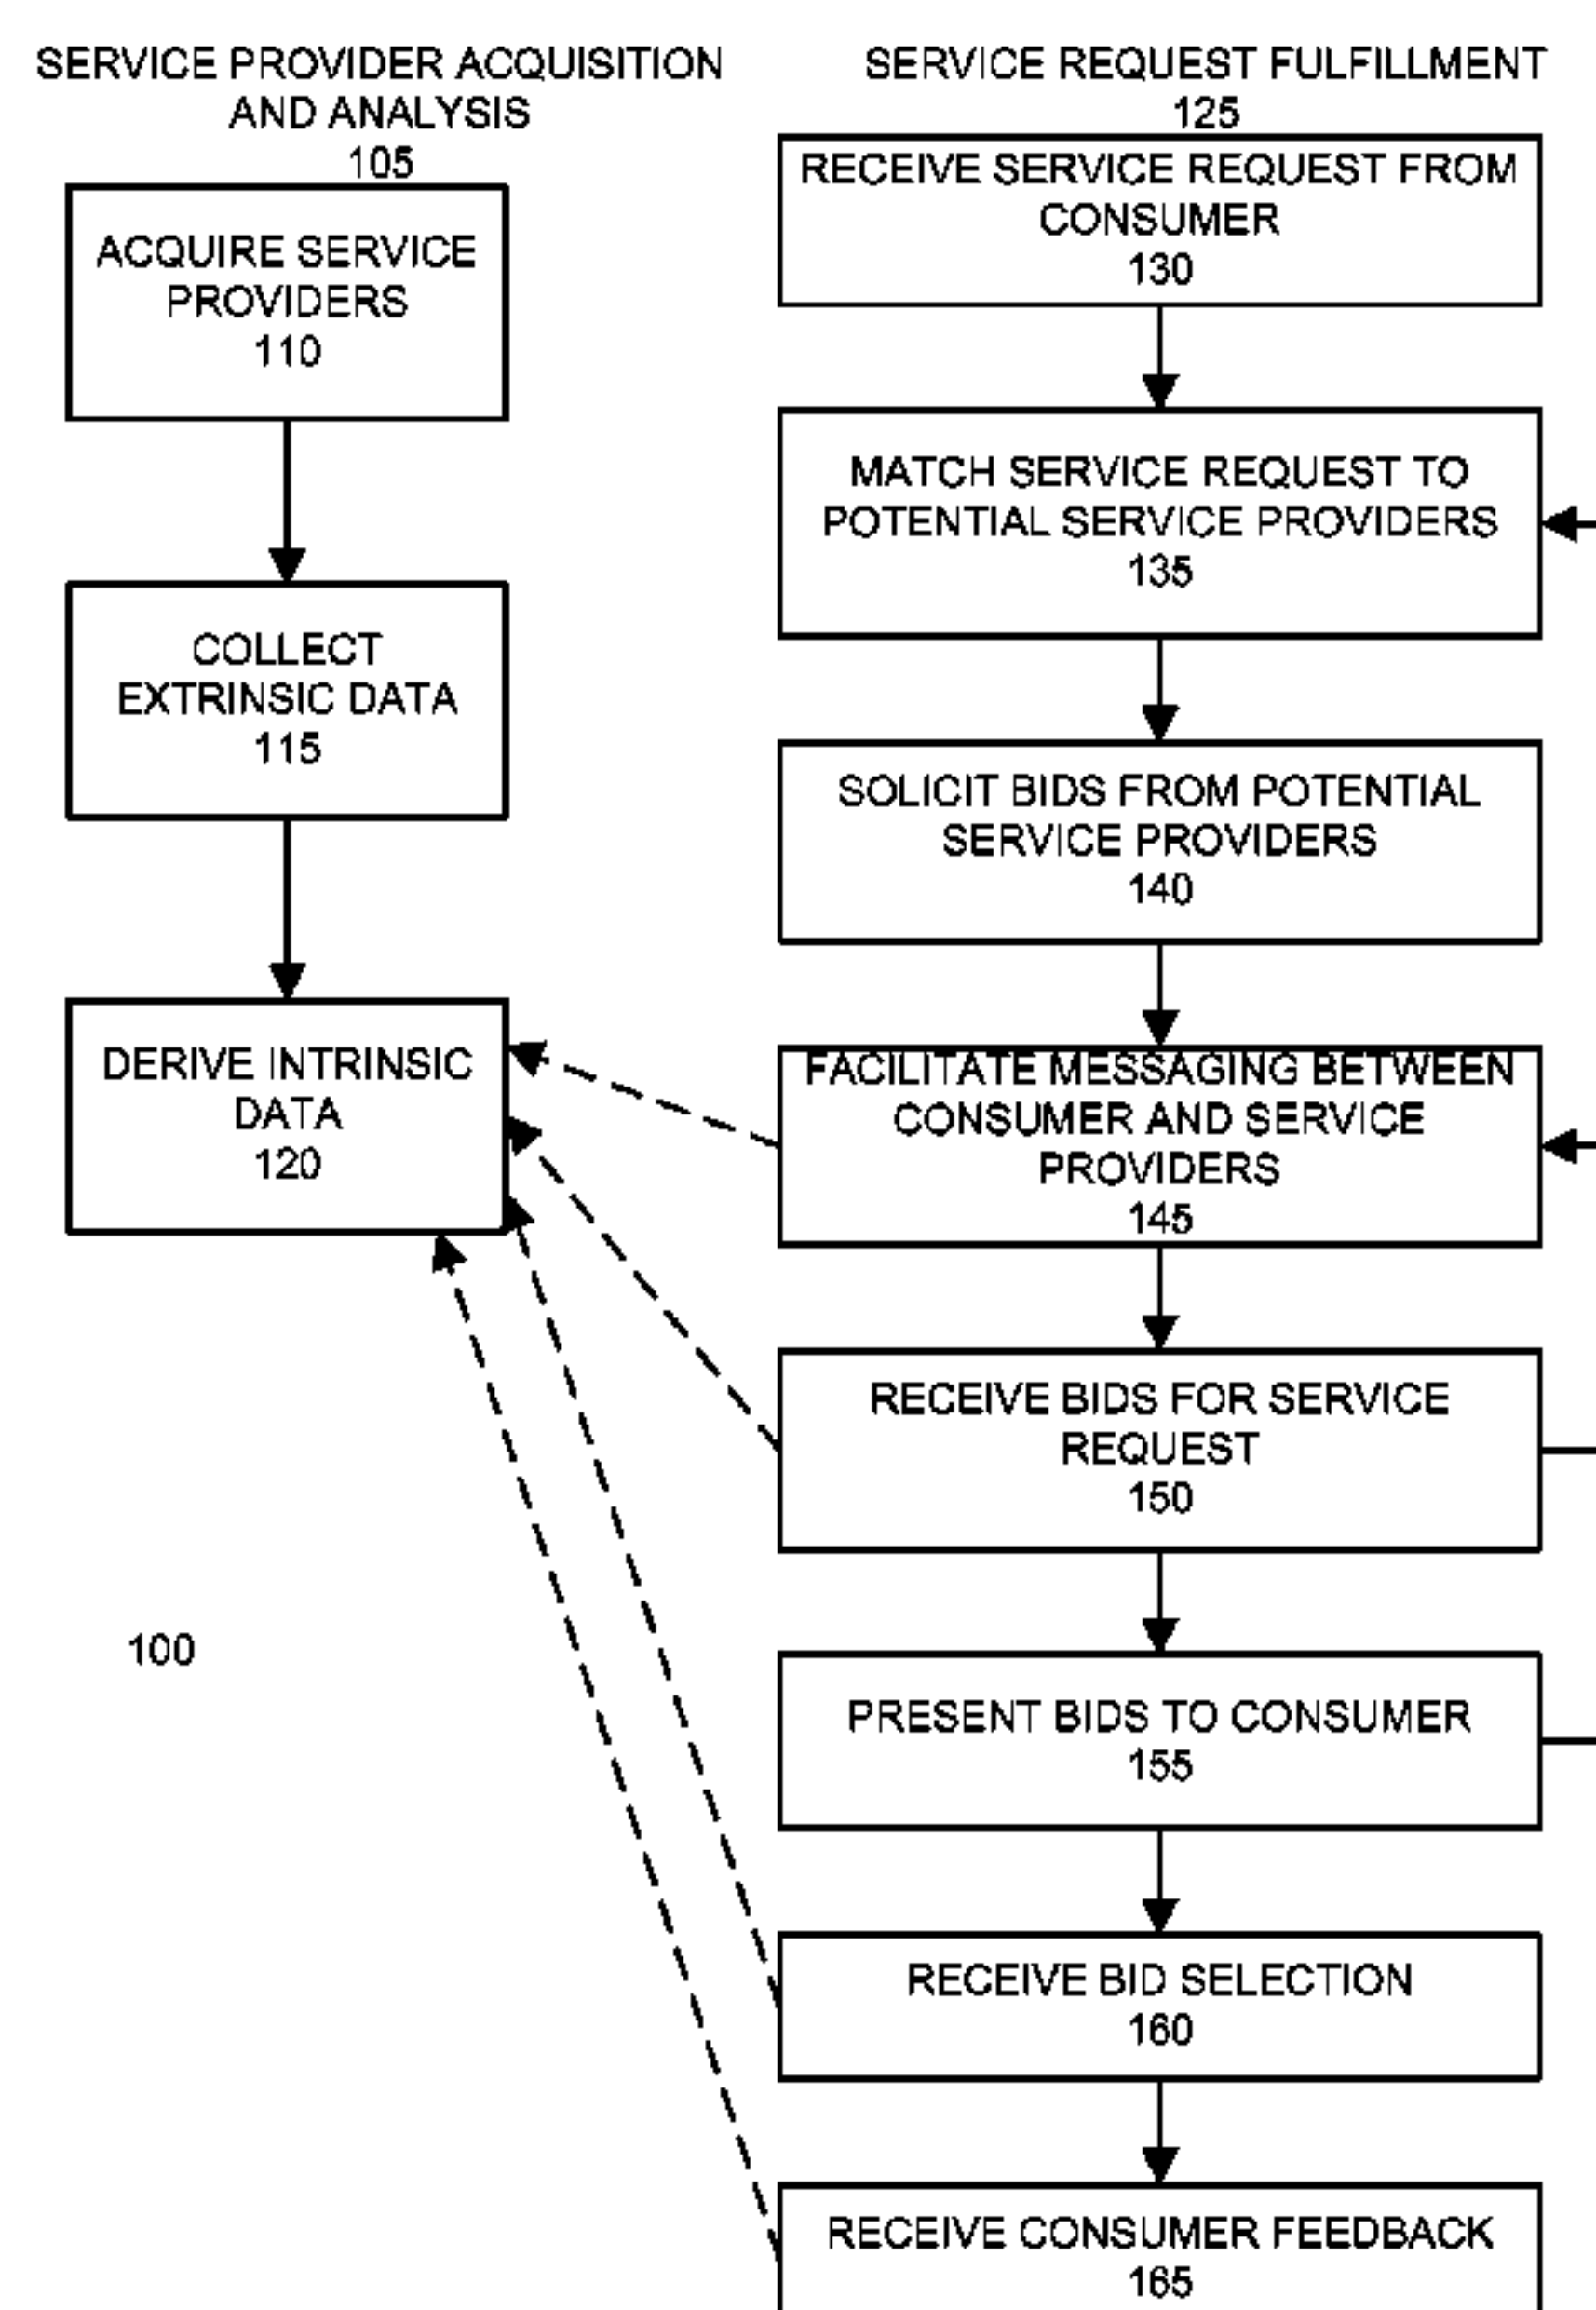 SERVICE PROVIDER ACQUISITION
AND ANALYSIS
105
ACQUIRE SERVICE
PROVIDERS
110
COLLECT
EXTRINSIC DATA
115
DERIVE INTRINSIC
DATA
120
100
SERVICE REQUEST FULFILLMENT
125
RECEIVE SERVICE REQUEST FROM
CONSUMER
130
MATCH SERVICE REQUEST TO
POTENTIAL SERVICE PROVIDERS
135
SOLICIT BIDS FROM POTENTIAL
SERVICE PROVIDERS
140
FACILITATE MESSAGING BETWEEN
CONSUMER AND SERVICE
PROVIDERS
145
RECEIVE BIDS FOR SERVICE
REQUEST
150
PRESENT BIDS TO CONSUMER
155
RECEIVE BID SELECTION
160
RECEIVE CONSUMER FEEDBACK
165